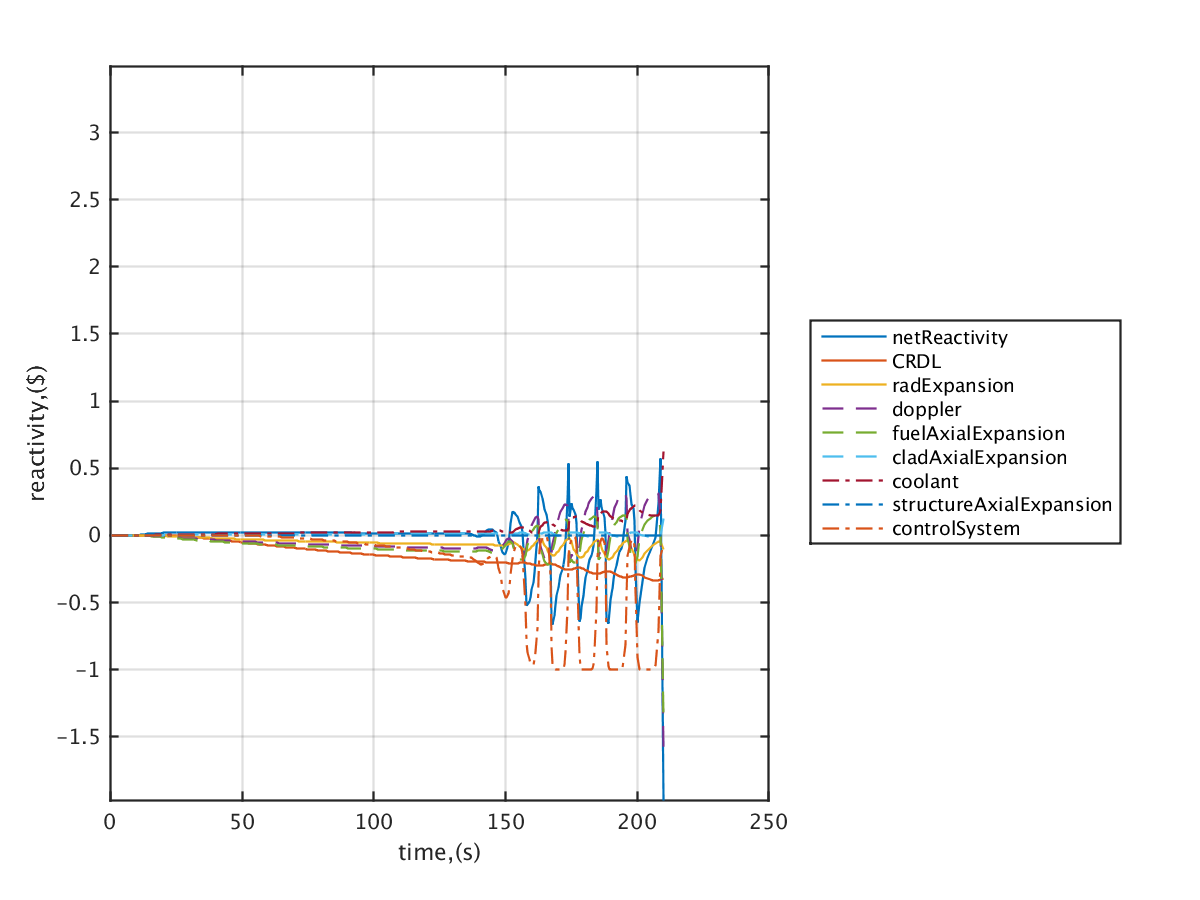 3
2.5
2
1.5
1
0.5
0
−0.5
−1
−1.5
0 50 100 150 200 250
time,(s)
reactivity,($)
netReactivity
CRDL
radExpansion
doppler
fuelAxialExpansion
cladAxialExpansion
coolant
structureAxialExpansion
controlSystem